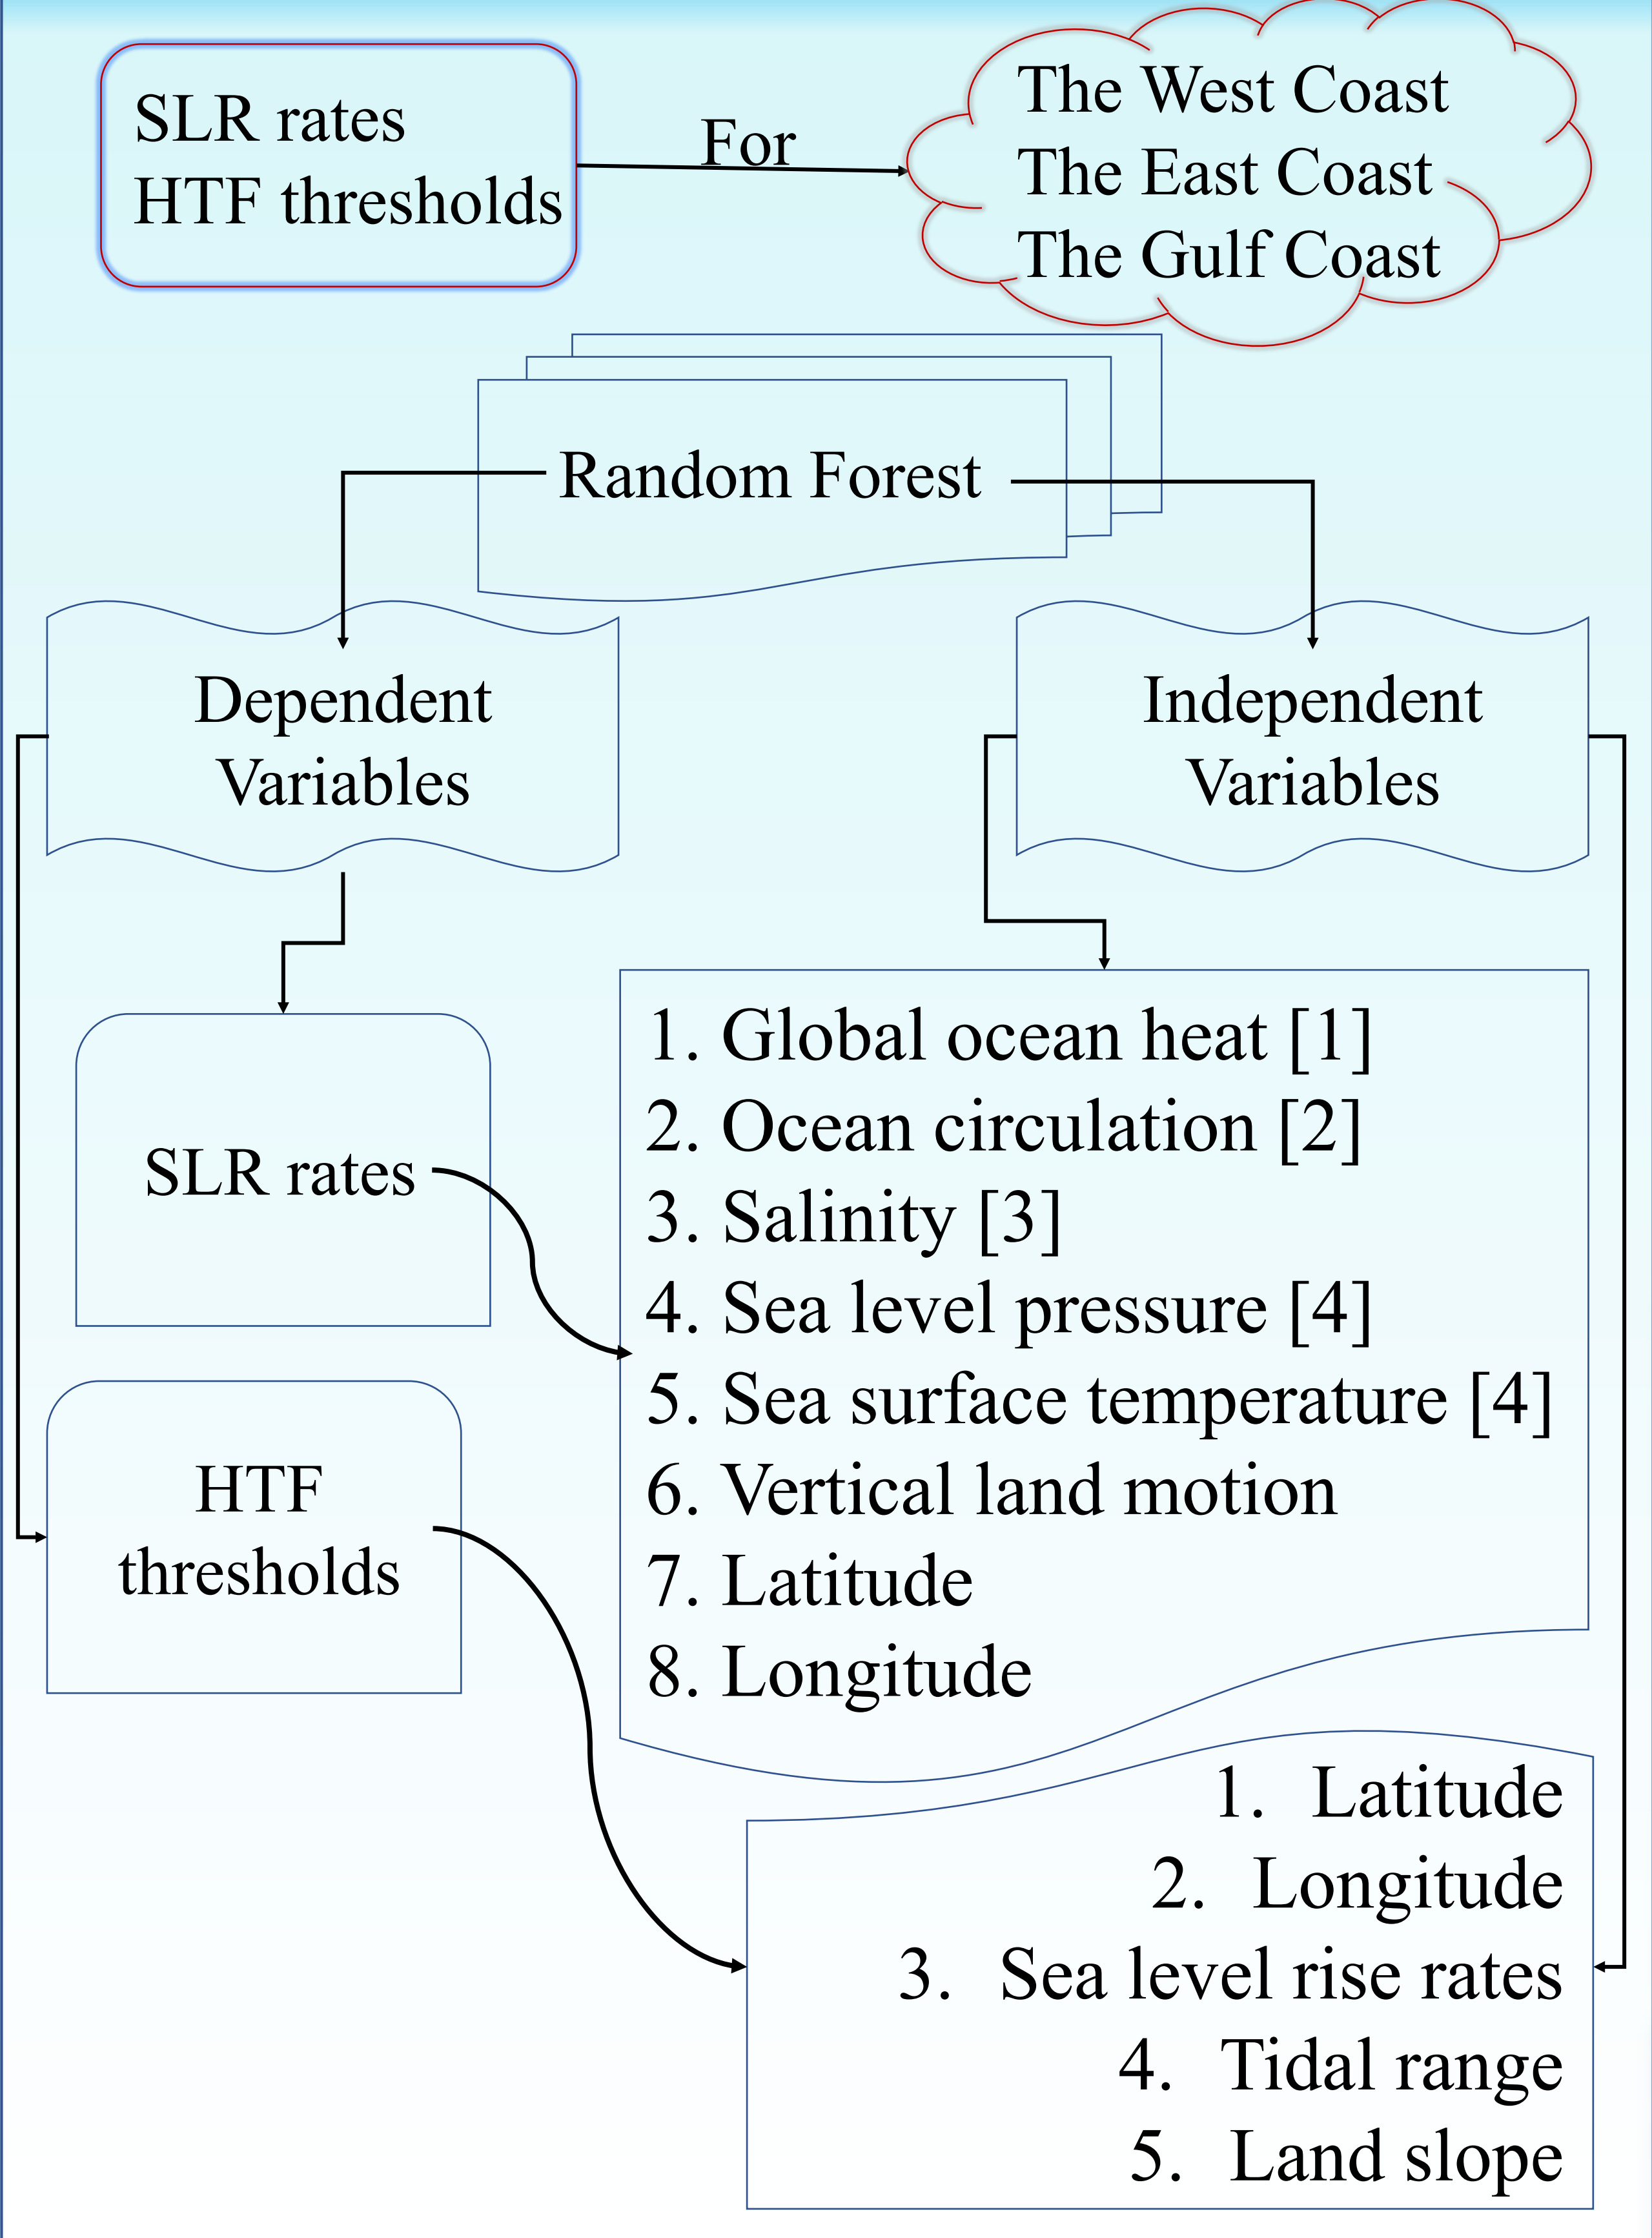 SLR rates
HTF thresholds
For
The West Coast
The East Coast
The Gulf Coast
Random Forest
Dependent
Variables
Independent
Variables
SLR rates
HTF
thresholds
1. Global ocean heat [1]
2. Ocean circulation [2]
3. Salinity [3]
4. Sea level pressure [4]
5. Sea surface temperature [4]
6. Vertical land motion
7. Latitude
8. Longitude
1. Latitude
2. Longitude
3. Sea level rise rates
4. Tidal range
5. Land slope